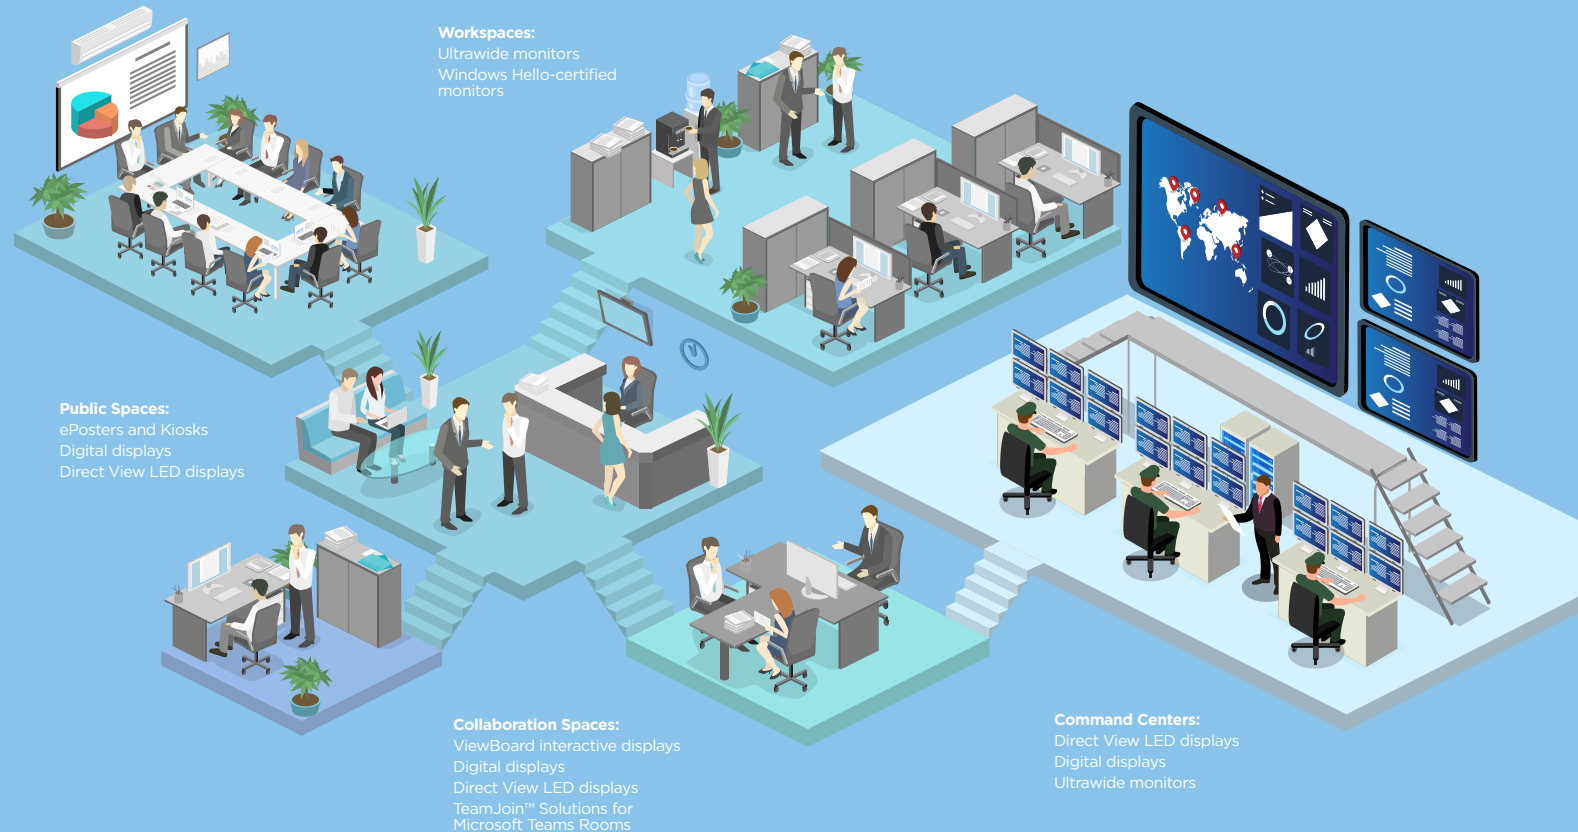 Workspaces:
Ultrawide monitors
Windows Hello-certified
monitors
Public Spaces:
ePosters and Kiosks
Digital displays
Direct View LED displays
Collaboration Spaces:
ViewBoard interactive displays
Digital displays
Direct View LED displays
TeamJoin™ Solutions for
Microsoft Teams Rooms
Command Centers:
Direct View LED displays
Digital displays
Ultrawide monitors